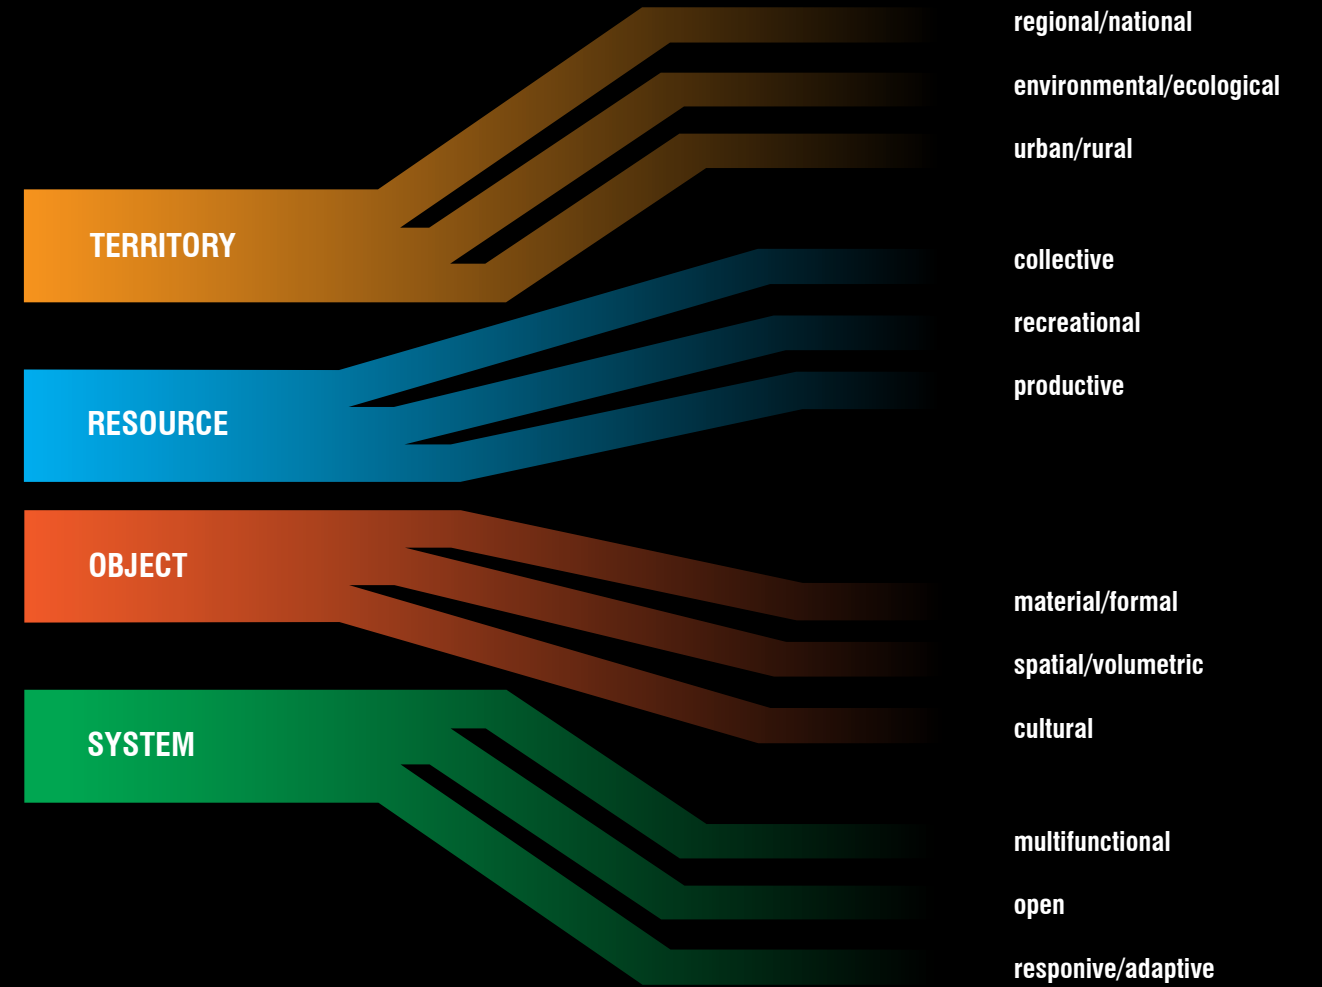 TERRITORY
regional/national
environmental/ecological
urban/rural
RESOURCE
collective
recreational
productive
OBJECT
material/formal
spatial/volumetric
cultural
SYSTEM
multifunctional
open
responive/adaptive